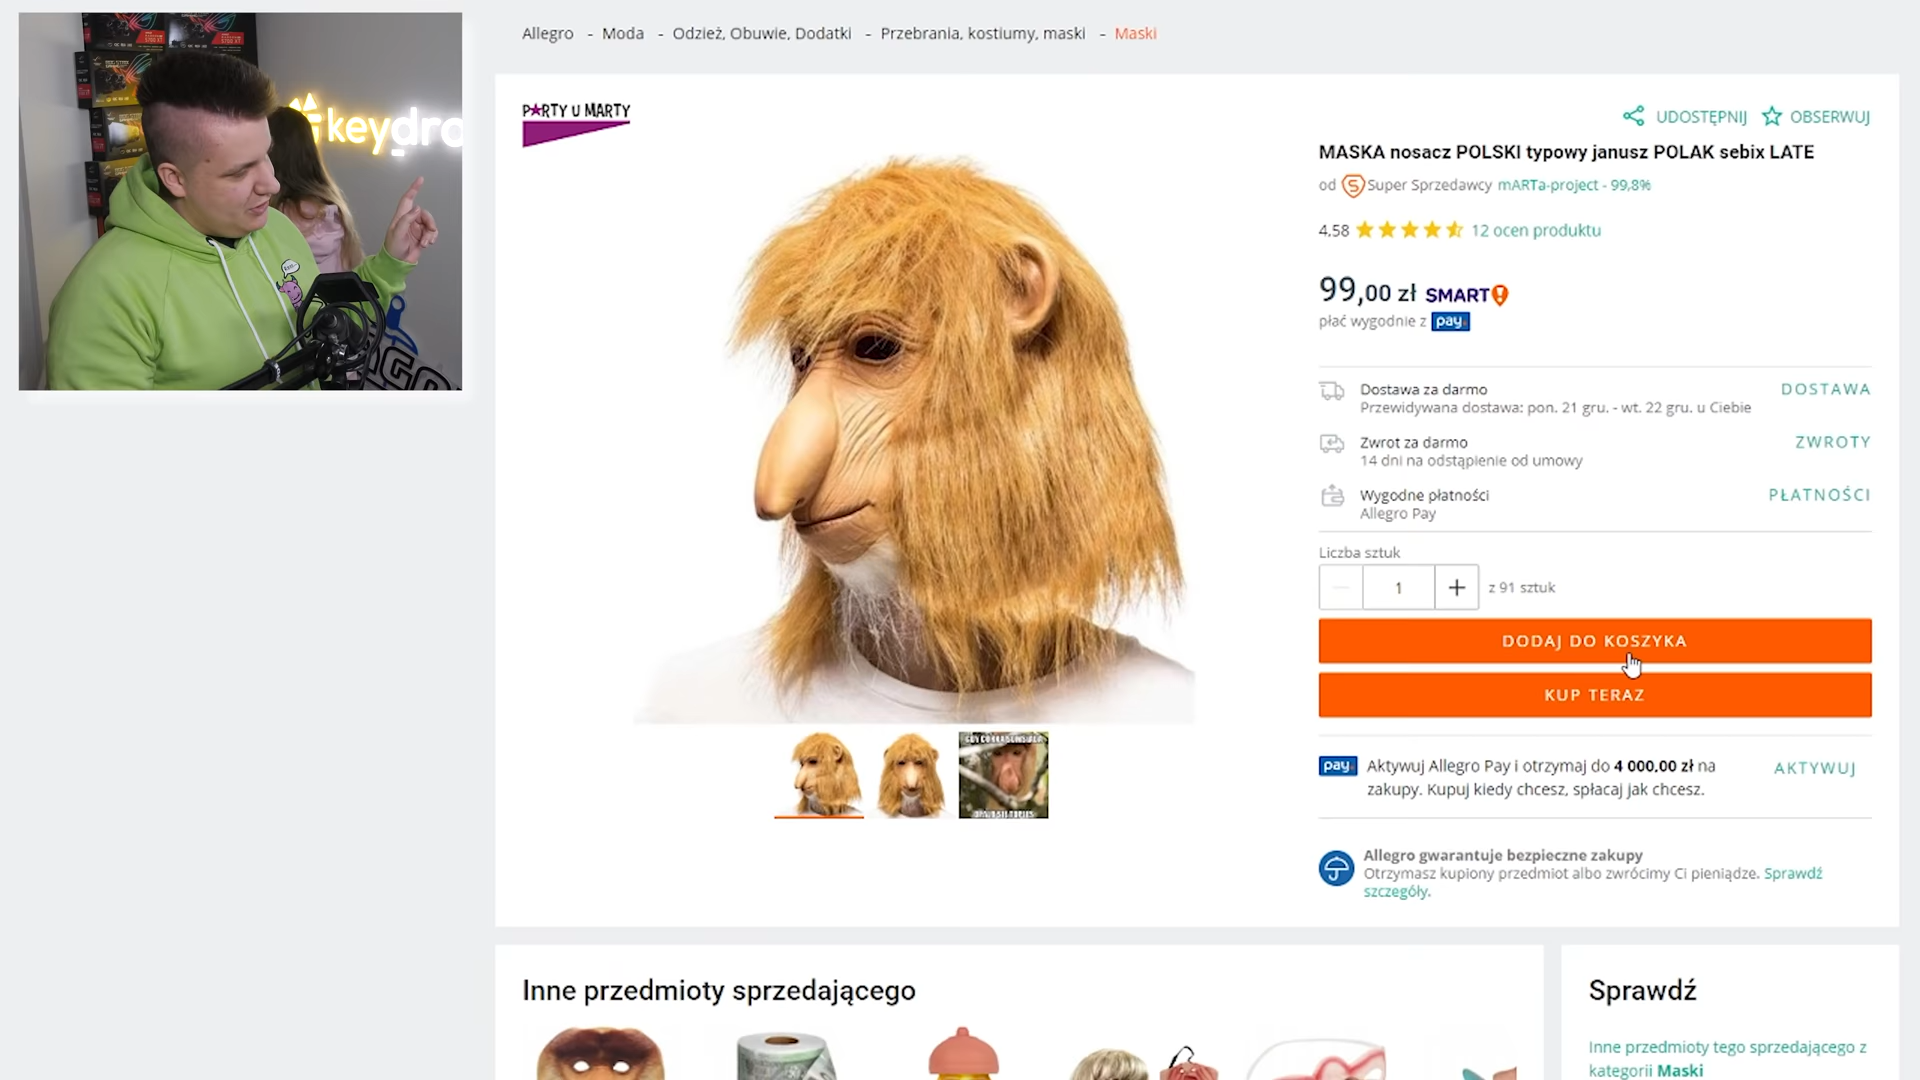 keydro
Allegro - Moda - Odzież, Obuwie, Dodatki - Przebrania, kostiumy, maski - Maski
PARTY U MARTY
UDOSTĘPNIJ
OBSERWUJ
MASKA nosacz POLSKI typowy janusz POLAK sebix LATE
od Super Sprzedawcy mARTa-project - 99,8%
4,58 12 ocen produktu
99,00 zł SMART!
płać wygodnie z pay
Dostawa za darmo
DOSTAWA
Przewidywana dostawa: pon. 21 gru. - wt. 22 gru. u Ciebie
Zwrot za darmo
ZWROTY
14 dni na odstąpienie od umowy
Wygodne płatności
PŁATNOŚCI
Allegro Pay
Liczba sztuk
1
z 91 sztuk
DODAJ DO KOSZYKA
KUP TERAZ
pay
Aktywuj Allegro Pay i otrzymaj do 4 000,00 zł na
zakupy. Kupuj kiedy chcesz, spłacaj jak chcesz.
AKTYWUJ
Allegro gwarantuje bezpieczne zakupy
Otrzymasz kupiony przedmiot albo zwrócimy Ci pieniądze. Sprawdź
szczegóły.
Inne przedmioty sprzedającego
Sprawdź
Inne przedmioty tego sprzedającego z
kategorii Maski